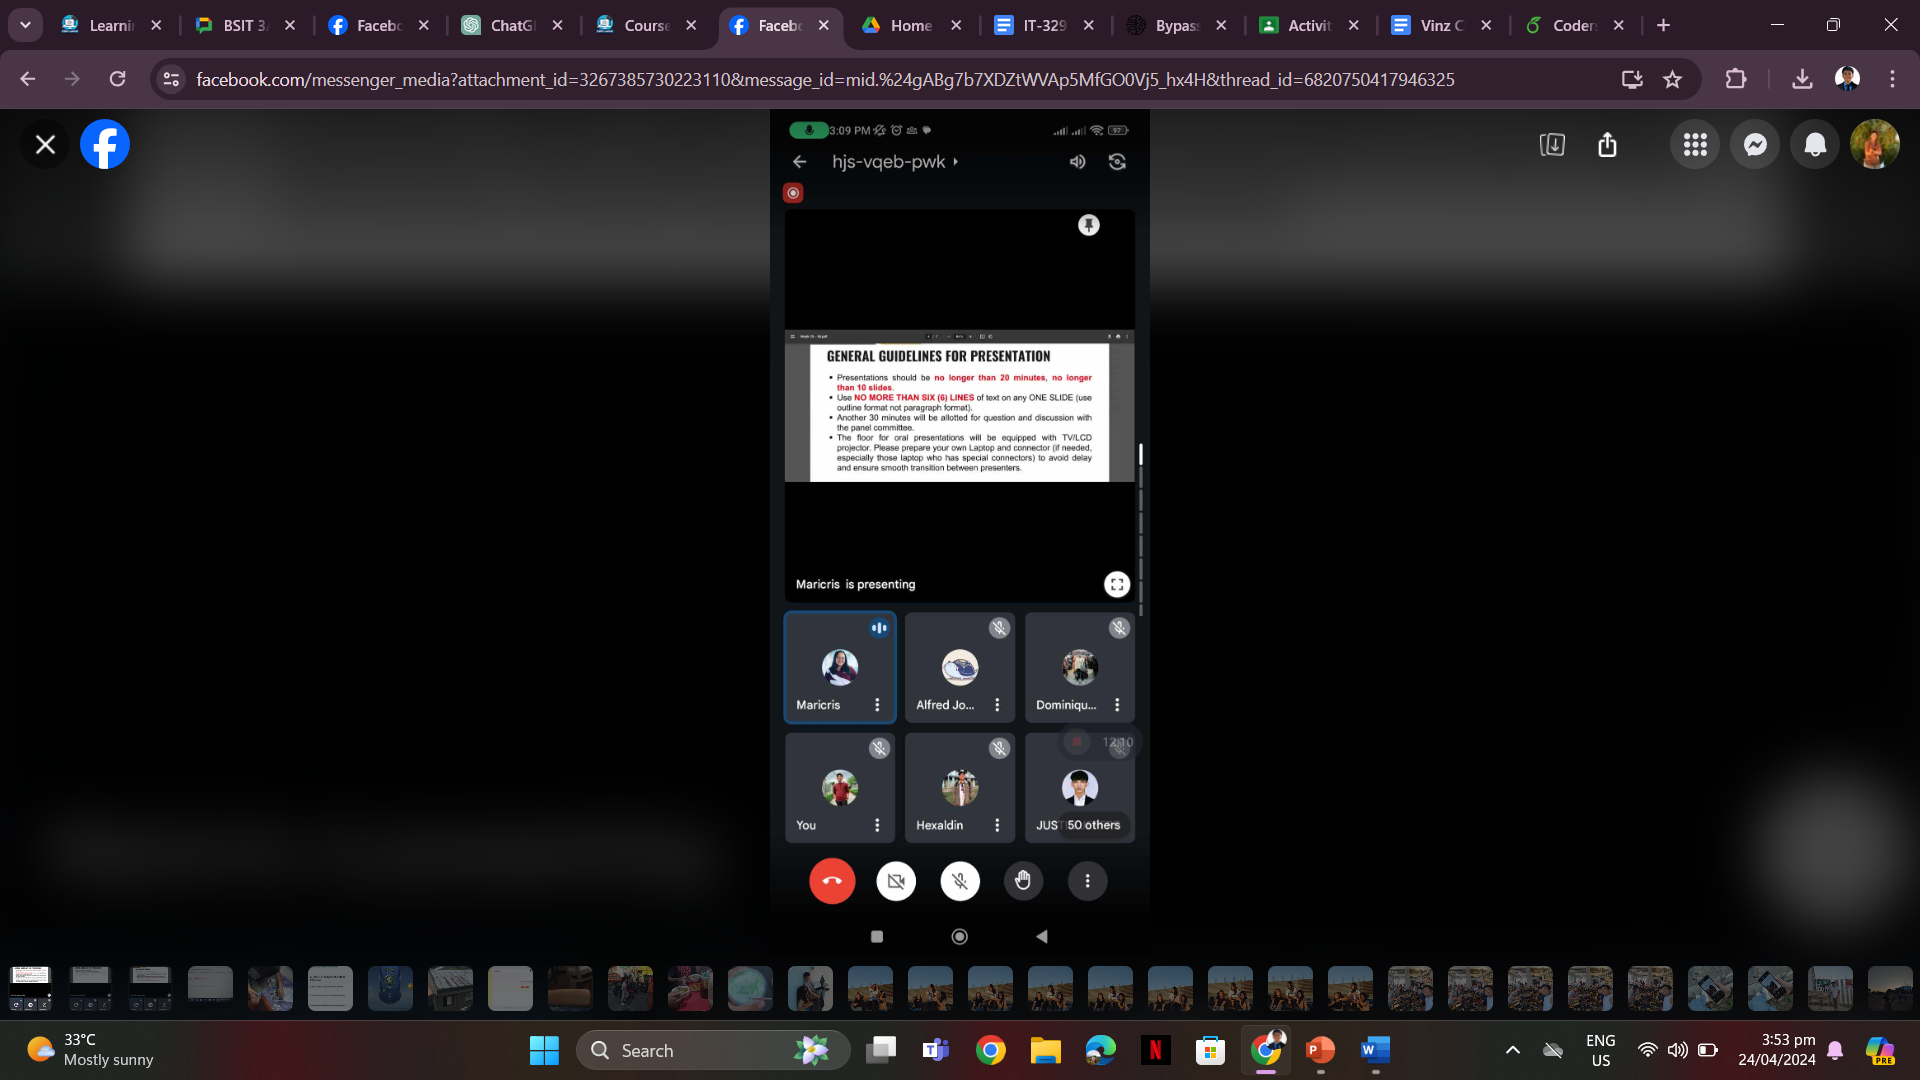 Learnin
BSIT 3
Facebo
ChatG
Course
Facebo
Home
IT-329
Bypas
Activit
Vinz C
Coder
facebook.com/messenger_media?attachment_id=3267385730223110&message_id=mid.%24gABg7b7XDZtWVAp5MfGO0Vj5_hx4H&thread_id=6820750417946325
3:09 PM
97
hjs-vqeb-pwk
GENERAL GUIDELINES FOR PRESENTATION
• Presentations should be no longer than 20 minutes, no longer
than 10 slides.
• Use NO MORE THAN SIX (6) LINES of text on any ONE SLIDE (use
outline format not paragraph format).
• Another 30 minutes will be allotted for question and discussion with
the panel committee.
• The floor for oral presentations will be equipped with TV/LCD
projector. Please prepare your own Laptop and connector (if needed,
especially those laptop who has special connectors) to avoid delay
and ensure smooth transition between presenters.
Maricris is presenting
Maricris
Alfred Jo...
Dominiqu...
12:10
You
Hexaldin
JUS
50 others
33°C
Mostly sunny
Search
ENG
US
3:53 pm
24/04/2024
PRE